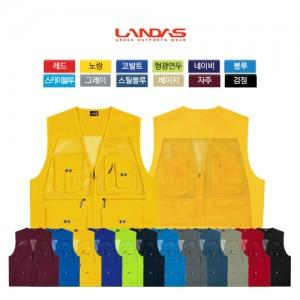 LANDAS
URBAN OUTSPORTS WEAR
레드 노랑 코발트 형광연두 네이비 블루
스카이블루 그레이 스틸블루 베이지 자주 검정